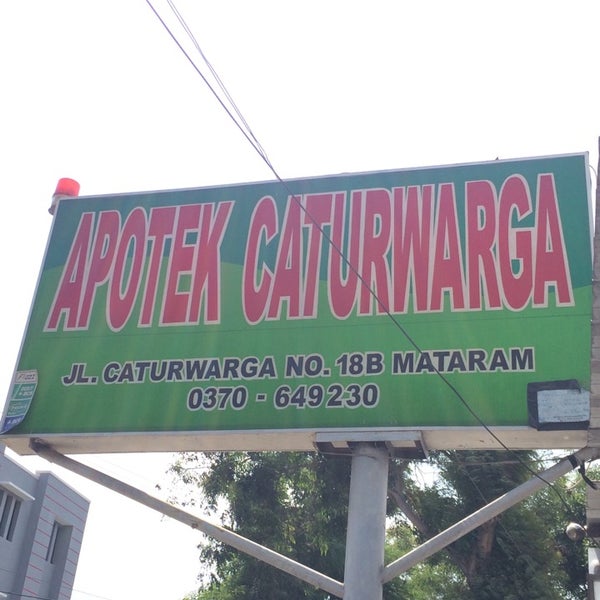 APOTEK CATURWARGA
JL. CATURWARGA NO. 18B MATARAM
0370 - 649230